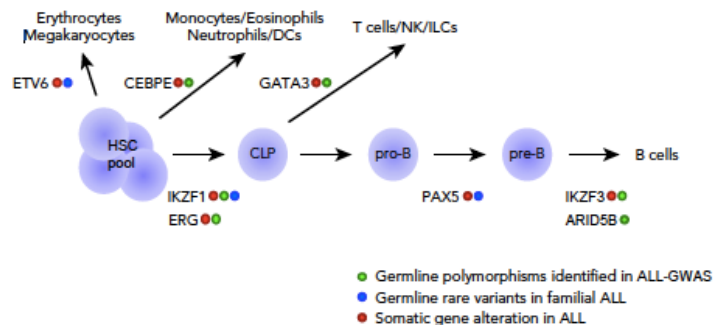 Erythrocytes
Megakaryocytes
Monocytes/Eosinophils
Neutrophils/DCs
T cells/NK/ILCs
ETV6
CEBPE
GATA3
HSC
pool
CLP
pro-B
pre-B
B cells
IKZF1
ERG
PAX5
IKZF3
ARID5B
Germline polymorphisms identified in ALL-GWAS
Germline rare variants in familial ALL
Somatic gene alteration in ALL